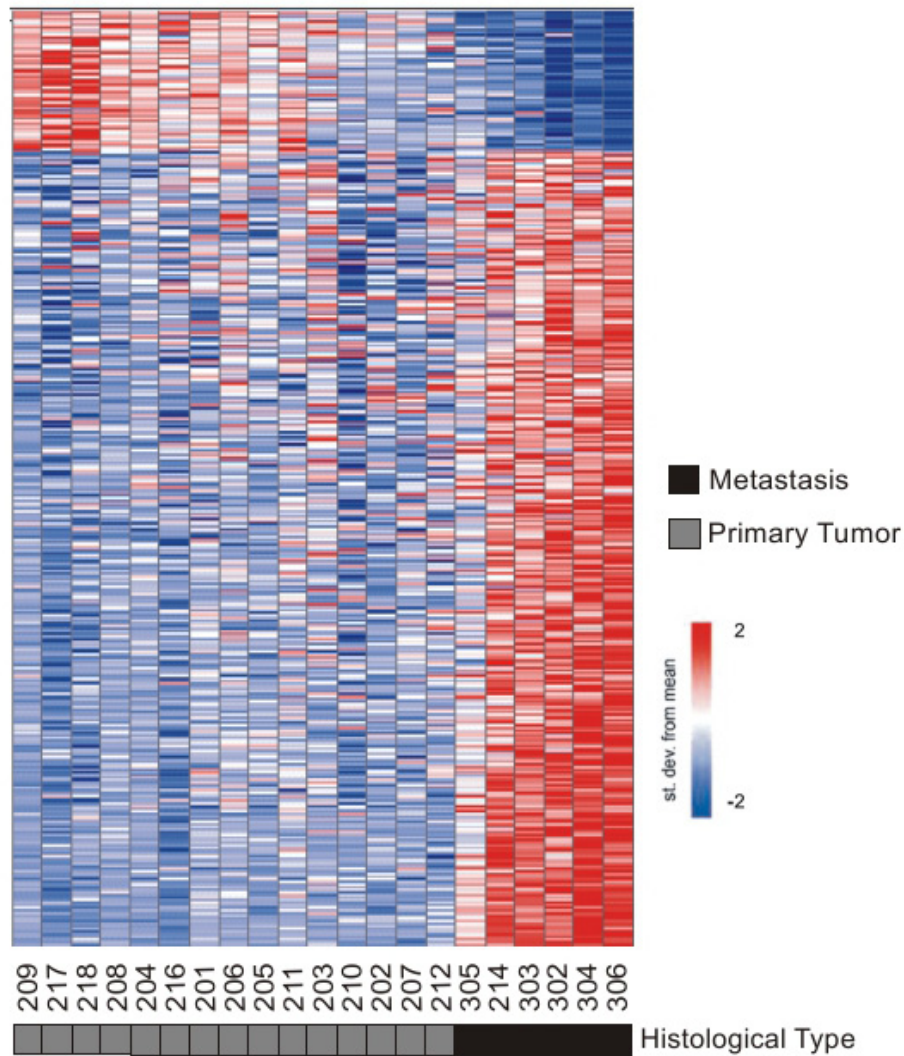 Metastasis
Primary Tumor
2
st. dev. from mean
-2
209 217 218 208 204 216 201 206 205 211 203 210 202 207 212 305 214 303 302 304 306
Histological Type